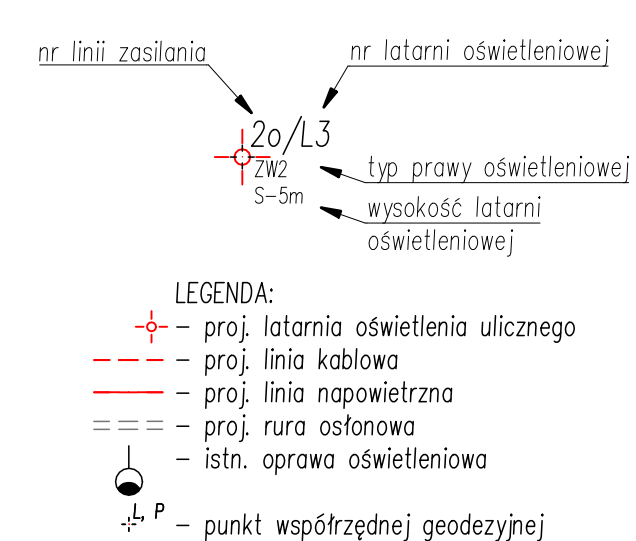 nr linii zasilania
nr latarni oświetleniowej
2o/L3
ZW2
typ prawy oświetleniowej
S-5m
wysokość latarni
oświetleniowej
LEGENDA:
- proj. latarnia oświetlenia ulicznego
- proj. linia kablowa
- proj. linia napowietrzna
- proj. rura osłonowa
- istn. oprawa oświetleniowa
L, P
- punkt współrzędnej geodezyjnej